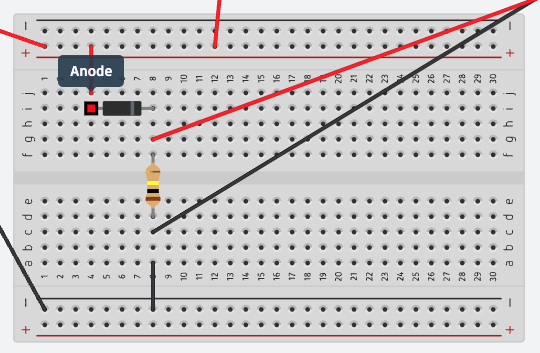 − −
+ +
Anode
1 2 3 4 5 6 7 8 9 10 11 12 13 14 15 16 17 18 19 20 21 22 23 24 25 26 27 28 29 30
j j
i i
h h
g g
f f
e e
d d
c c
b b
a a
1 2 3 4 5 6 7 8 9 10 11 12 13 14 15 16 17 18 19 20 21 22 23 24 25 26 27 28 29 30
− −
+ +